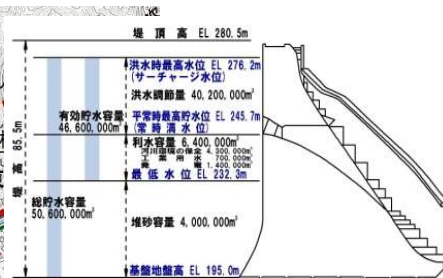 堤 頂 高 EL 280.5m
洪水時最高水位 EL 276.2m
(サーチャージ水位)
洪水調節量 40,200,000㎥
有効貯水容量
46,600,000㎥
平常時最高貯水位 EL 245.7m
(常時満水位)
利水容量 6,400,000㎥
河川環境の保全 4,300,000㎥
工 業 用 水 700,000㎥
発 電 1,400,000㎥
最 低 水 位 EL 232.3m
堤 高 85.5m
総貯水容量
50,600,000㎥
堆砂容量 4,000,000㎥
基盤地盤高 EL 195.0m